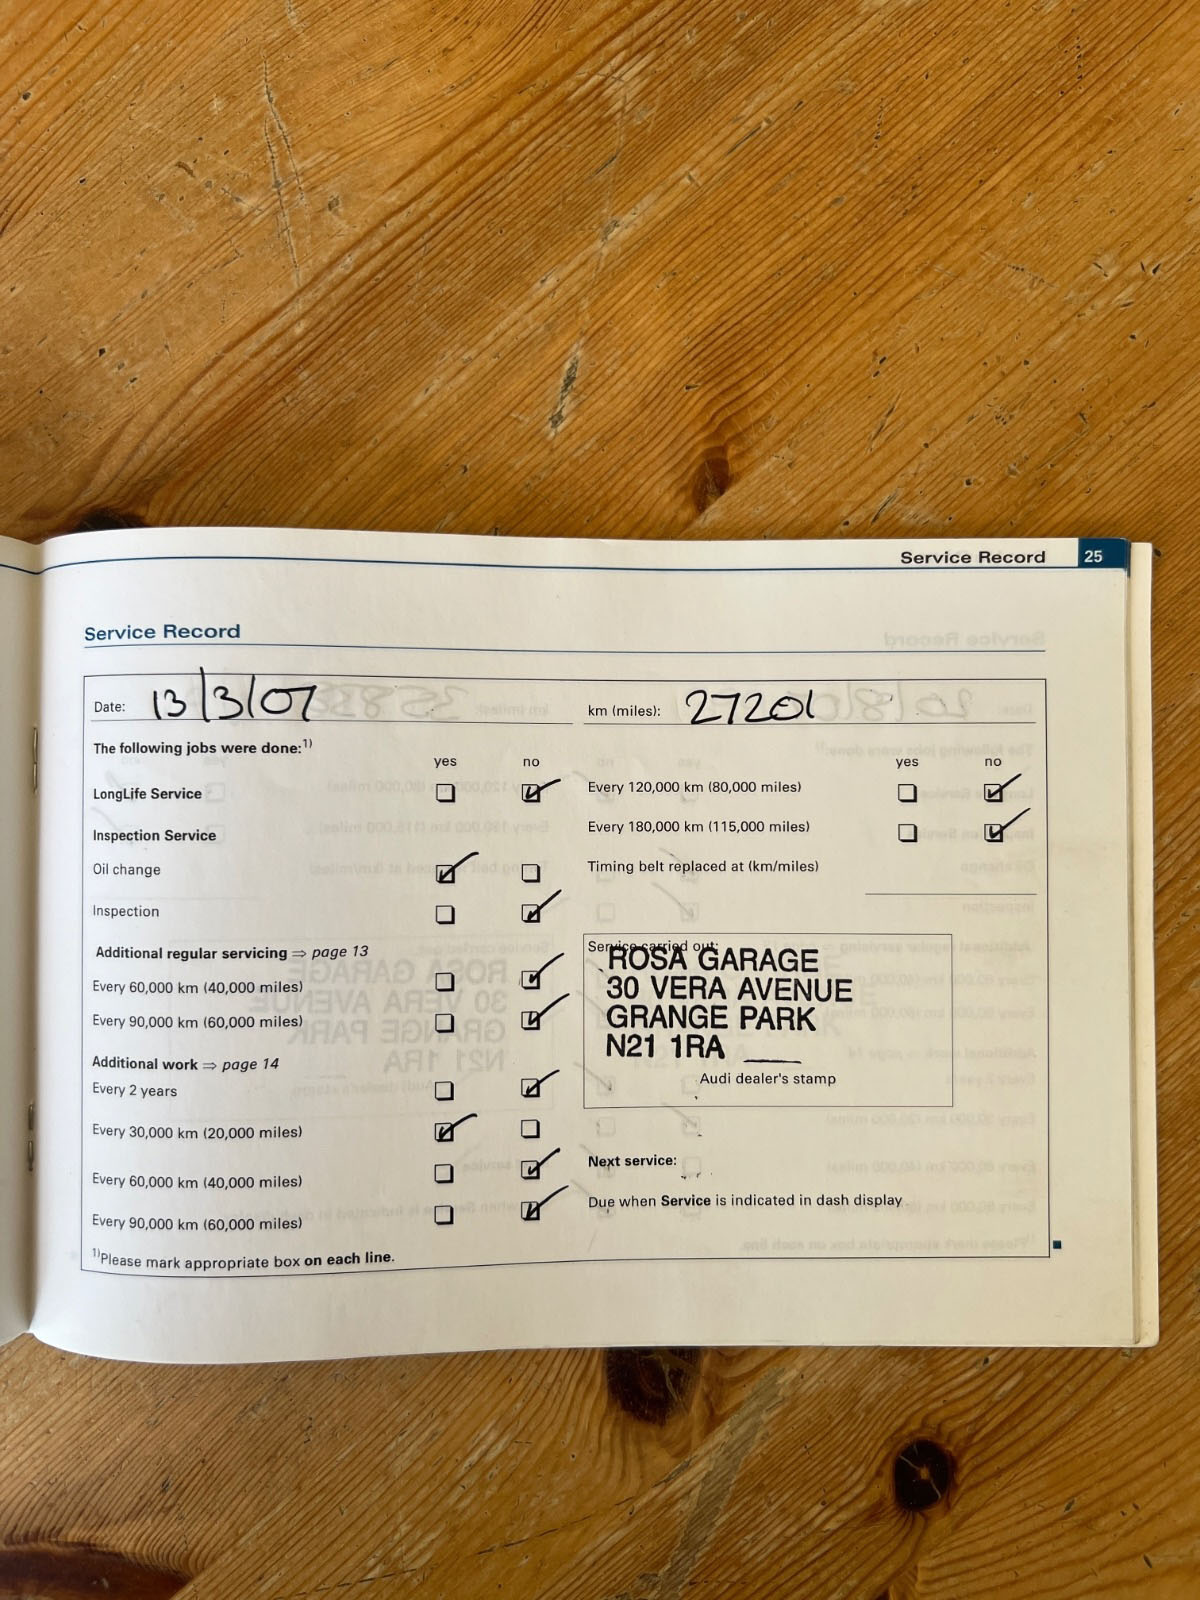 Service Record 25
Service Record
Date: 13/3/07
km (miles): 27201
The following jobs were done:1)
yes no
LongLife Service
Inspection Service
Oil change
Inspection
Additional regular servicing ⇒ page 13
Every 60,000 km (40,000 miles)
Every 90,000 km (60,000 miles)
Additional work ⇒ page 14
Every 2 years
Every 30,000 km (20,000 miles)
Every 60,000 km (40,000 miles)
Every 90,000 km (60,000 miles)
1)Please mark appropriate box on each line.
yes no
Every 120,000 km (80,000 miles)
Every 180,000 km (115,000 miles)
Timing belt replaced at (km/miles)
Service carried out:
ROSA GARAGE
30 VERA AVENUE
GRANGE PARK
N21 1RA
Audi dealer's stamp
Next service:
Due when Service is indicated in dash display